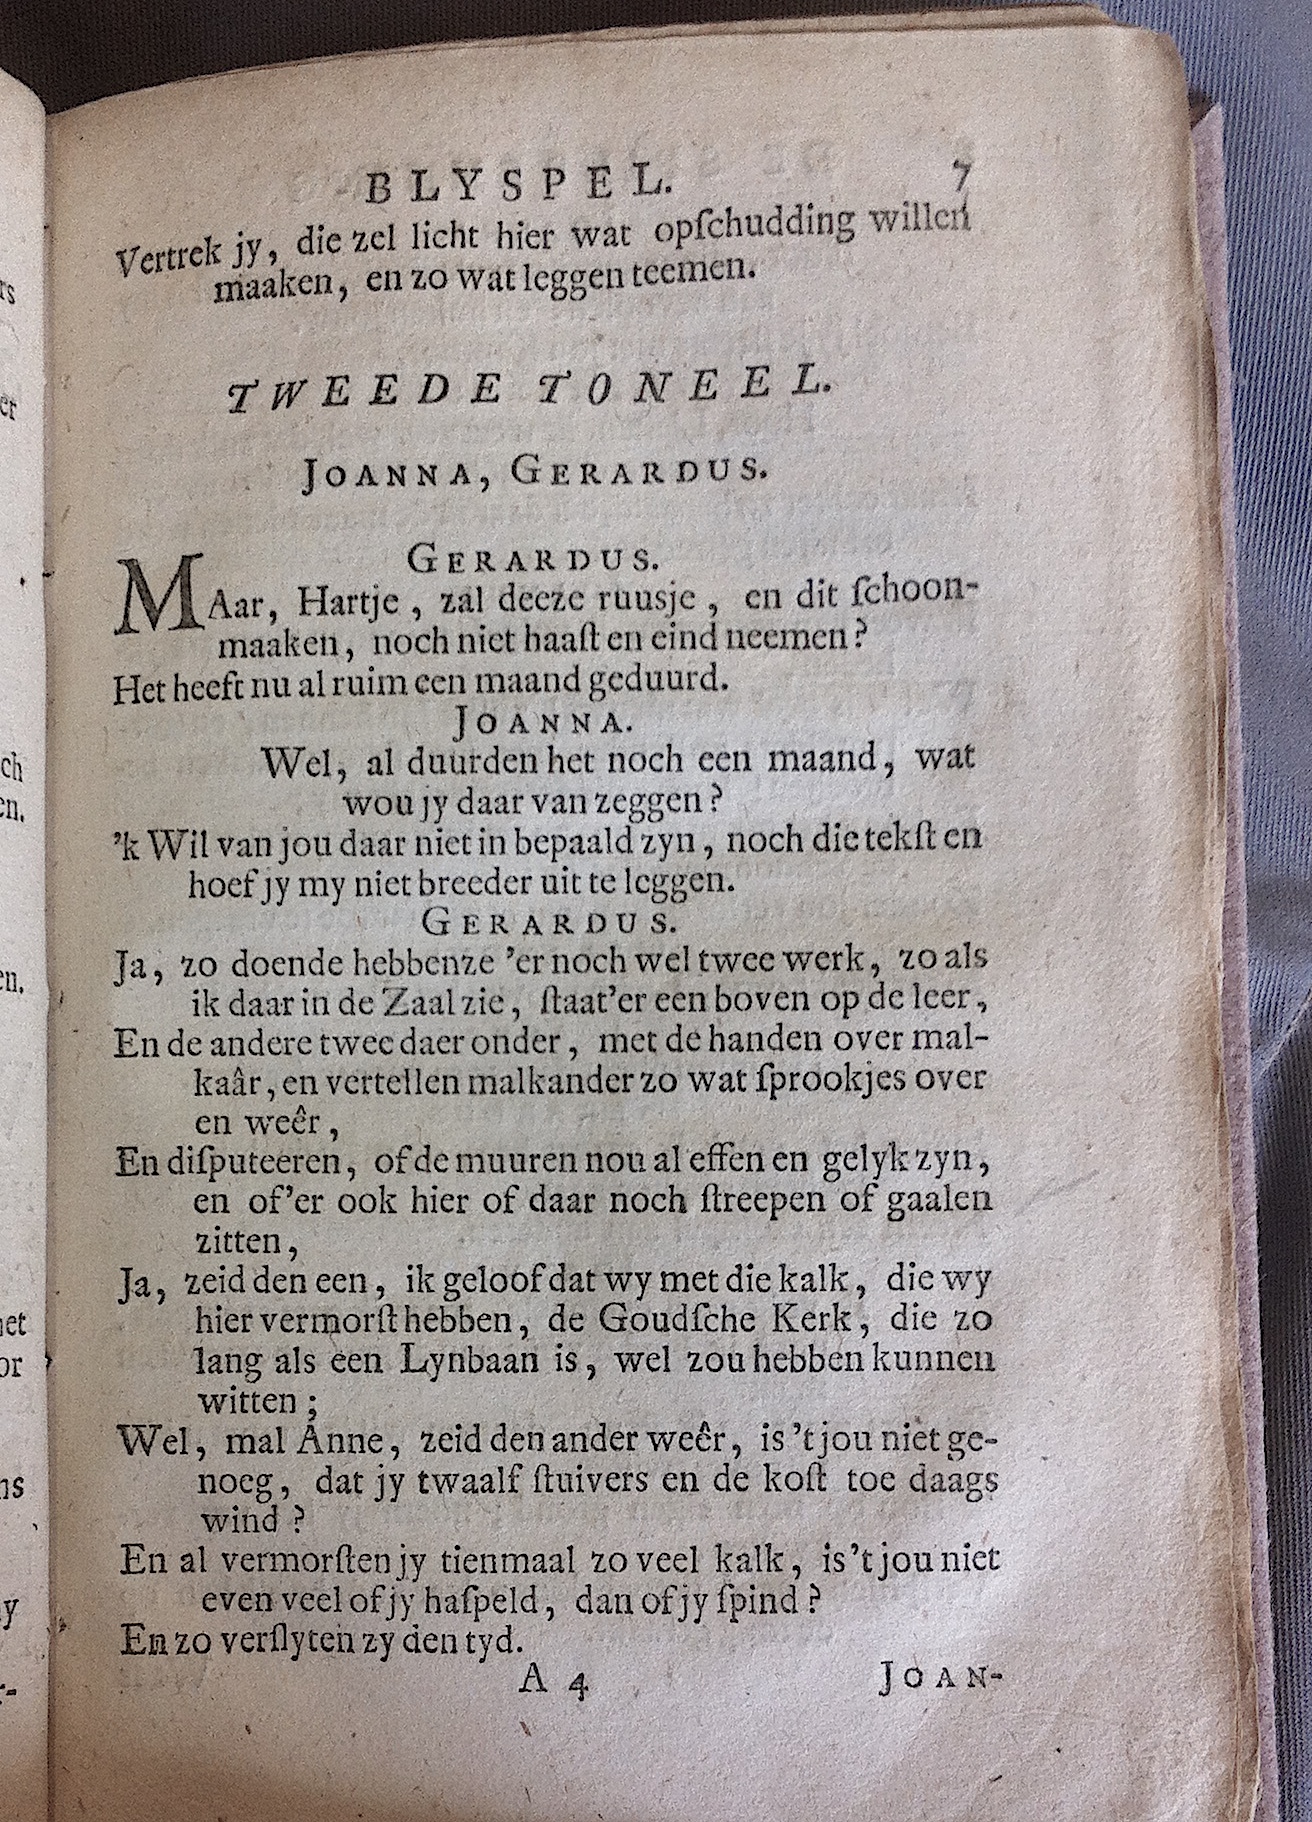 BLYSPEL. 7
Vertrek jy, die zel licht hier wat opſchudding willen
maaken, en zo wat leggen teemen.
TWEEDE TONEEL.
JOANNA, GERARDUS.
GERARDUS.
MAar, Hartje, zal deeze ruusje, en dit ſchoon-
maaken, noch niet haaſt en eind neemen?
Het heeft nu al ruim een maand geduurd.
JOANNA.
Wel, al duurden het noch een maand, wat
wou jy daar van zeggen?
'k Wil van jou daar niet in bepaald zyn, noch die tekſt en
hoef jy my niet breeder uit te leggen.
GERARDUS.
Ja, zo doende hebbenze 'er noch wel twee werk, zo als
ik daar in de Zaal zie, ſtaat'er een boven op de leer,
En de andere twee daer onder, met de handen over mal-
kaâr, en vertellen malkander zo wat ſprookjes over
en weêr,
En diſputeeren, of de muuren nou al effen en gelyk zyn,
en of'er ook hier of daar noch ſtreepen of gaalen
zitten,
Ja, zeid den een, ik geloof dat wy met die kalk, die wy
hier vermorſt hebben, de Goudſche Kerk, die zo
lang als een Lynbaan is, wel zou hebben kunnen
witten;
Wel, mal Anne, zeid den ander weêr, is 't jou niet ge-
noeg, dat jy twaalf ſtuivers en de koſt toe daags
wind?
En al vermorſten jy tienmaal zo veel kalk, is 't jou niet
even veel of jy haſpeld, dan of jy ſpind?
En zo verſlyten zy den tyd.
A 4 JOAN-